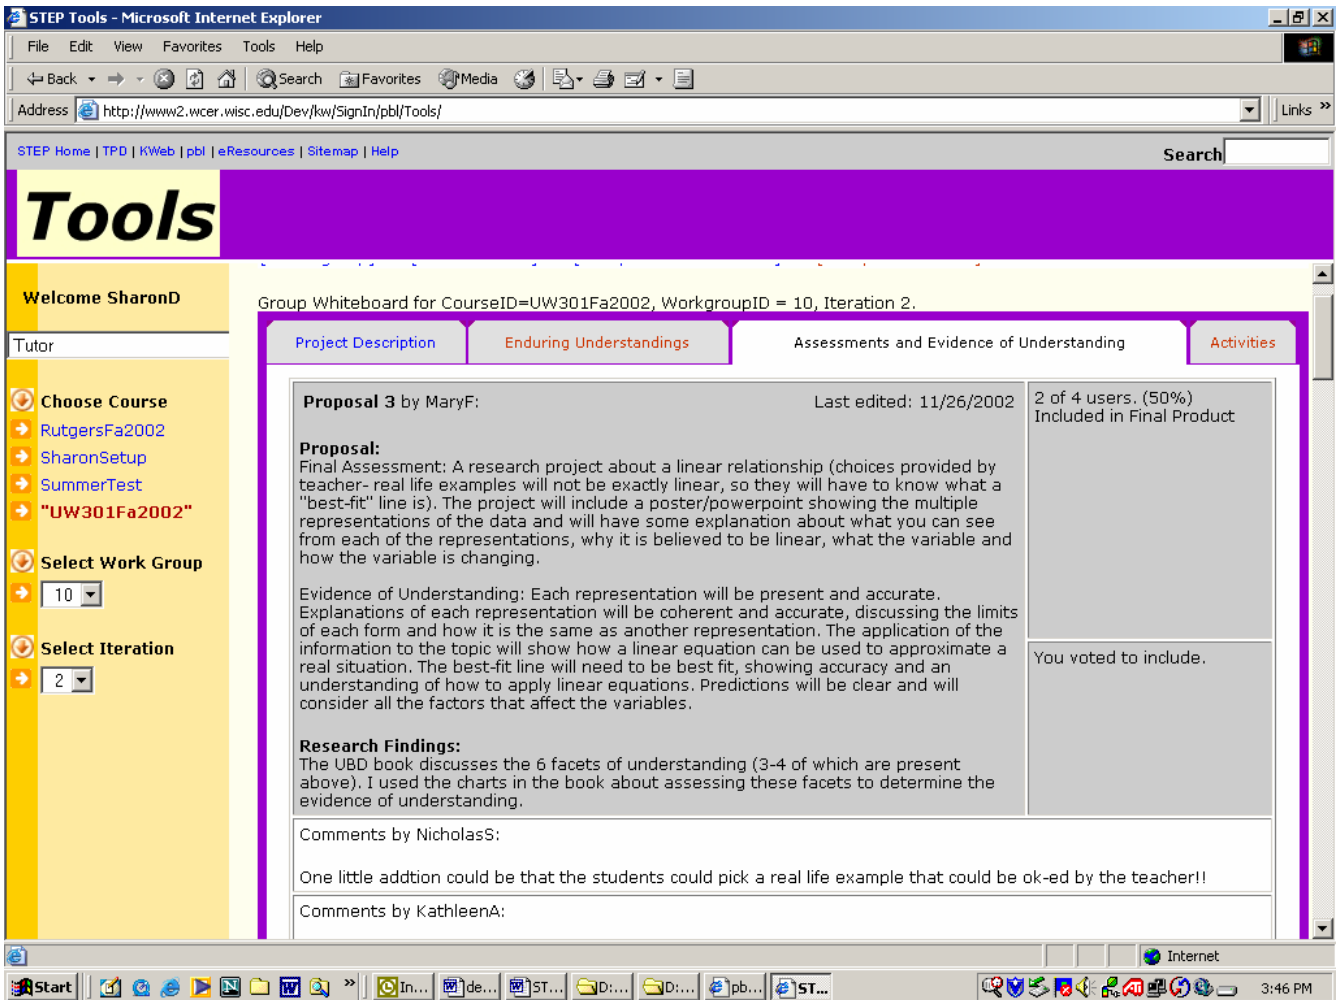 STEP Tools - Microsoft Internet Explorer
File Edit View Favorites Tools Help
Back Search Favorites Media
Address http://www2.wcer.wisc.edu/Dev/kw/SignIn/pbl/Tools/ Links »
STEP Home | TPD | KWeb | pbl | eResources | Sitemap | Help
Search
Tools
Welcome SharonD
Tutor
Choose Course
RutgersFa2002
SharonSetup
SummerTest
"UW301Fa2002"
Select Work Group
10
Select Iteration
2
Group Whiteboard for CourseID=UW301Fa2002, WorkgroupID = 10, Iteration 2.
Project Description Enduring Understandings Assessments and Evidence of Understanding Activities
Proposal 3 by MaryF: Last edited: 11/26/2002
Proposal:
Final Assessment: A research project about a linear relationship (choices provided by
teacher- real life examples will not be exactly linear, so they will have to know what a
"best-fit" line is). The project will include a poster/powerpoint showing the multiple
representations of the data and will have some explanation about what you can see
from each of the representations, why it is believed to be linear, what the variable and
how the variable is changing.
Evidence of Understanding: Each representation will be present and accurate.
Explanations of each representation will be coherent and accurate, discussing the limits
of each form and how it is the same as another representation. The application of the
information to the topic will show how a linear equation can be used to approximate a
real situation. The best-fit line will need to be best fit, showing accuracy and an
understanding of how to apply linear equations. Predictions will be clear and will
consider all the factors that affect the variables.
Research Findings:
The UBD book discusses the 6 facets of understanding (3-4 of which are present
above). I used the charts in the book about assessing these facets to determine the
evidence of understanding.
2 of 4 users. (50%)
Included in Final Product
You voted to include.
Comments by NicholasS:
One little addtion could be that the students could pick a real life example that could be ok-ed by the teacher!!
Comments by KathleenA:
Internet
Start » In... de... ST... D:... D:... pb... ST... 3:46 PM